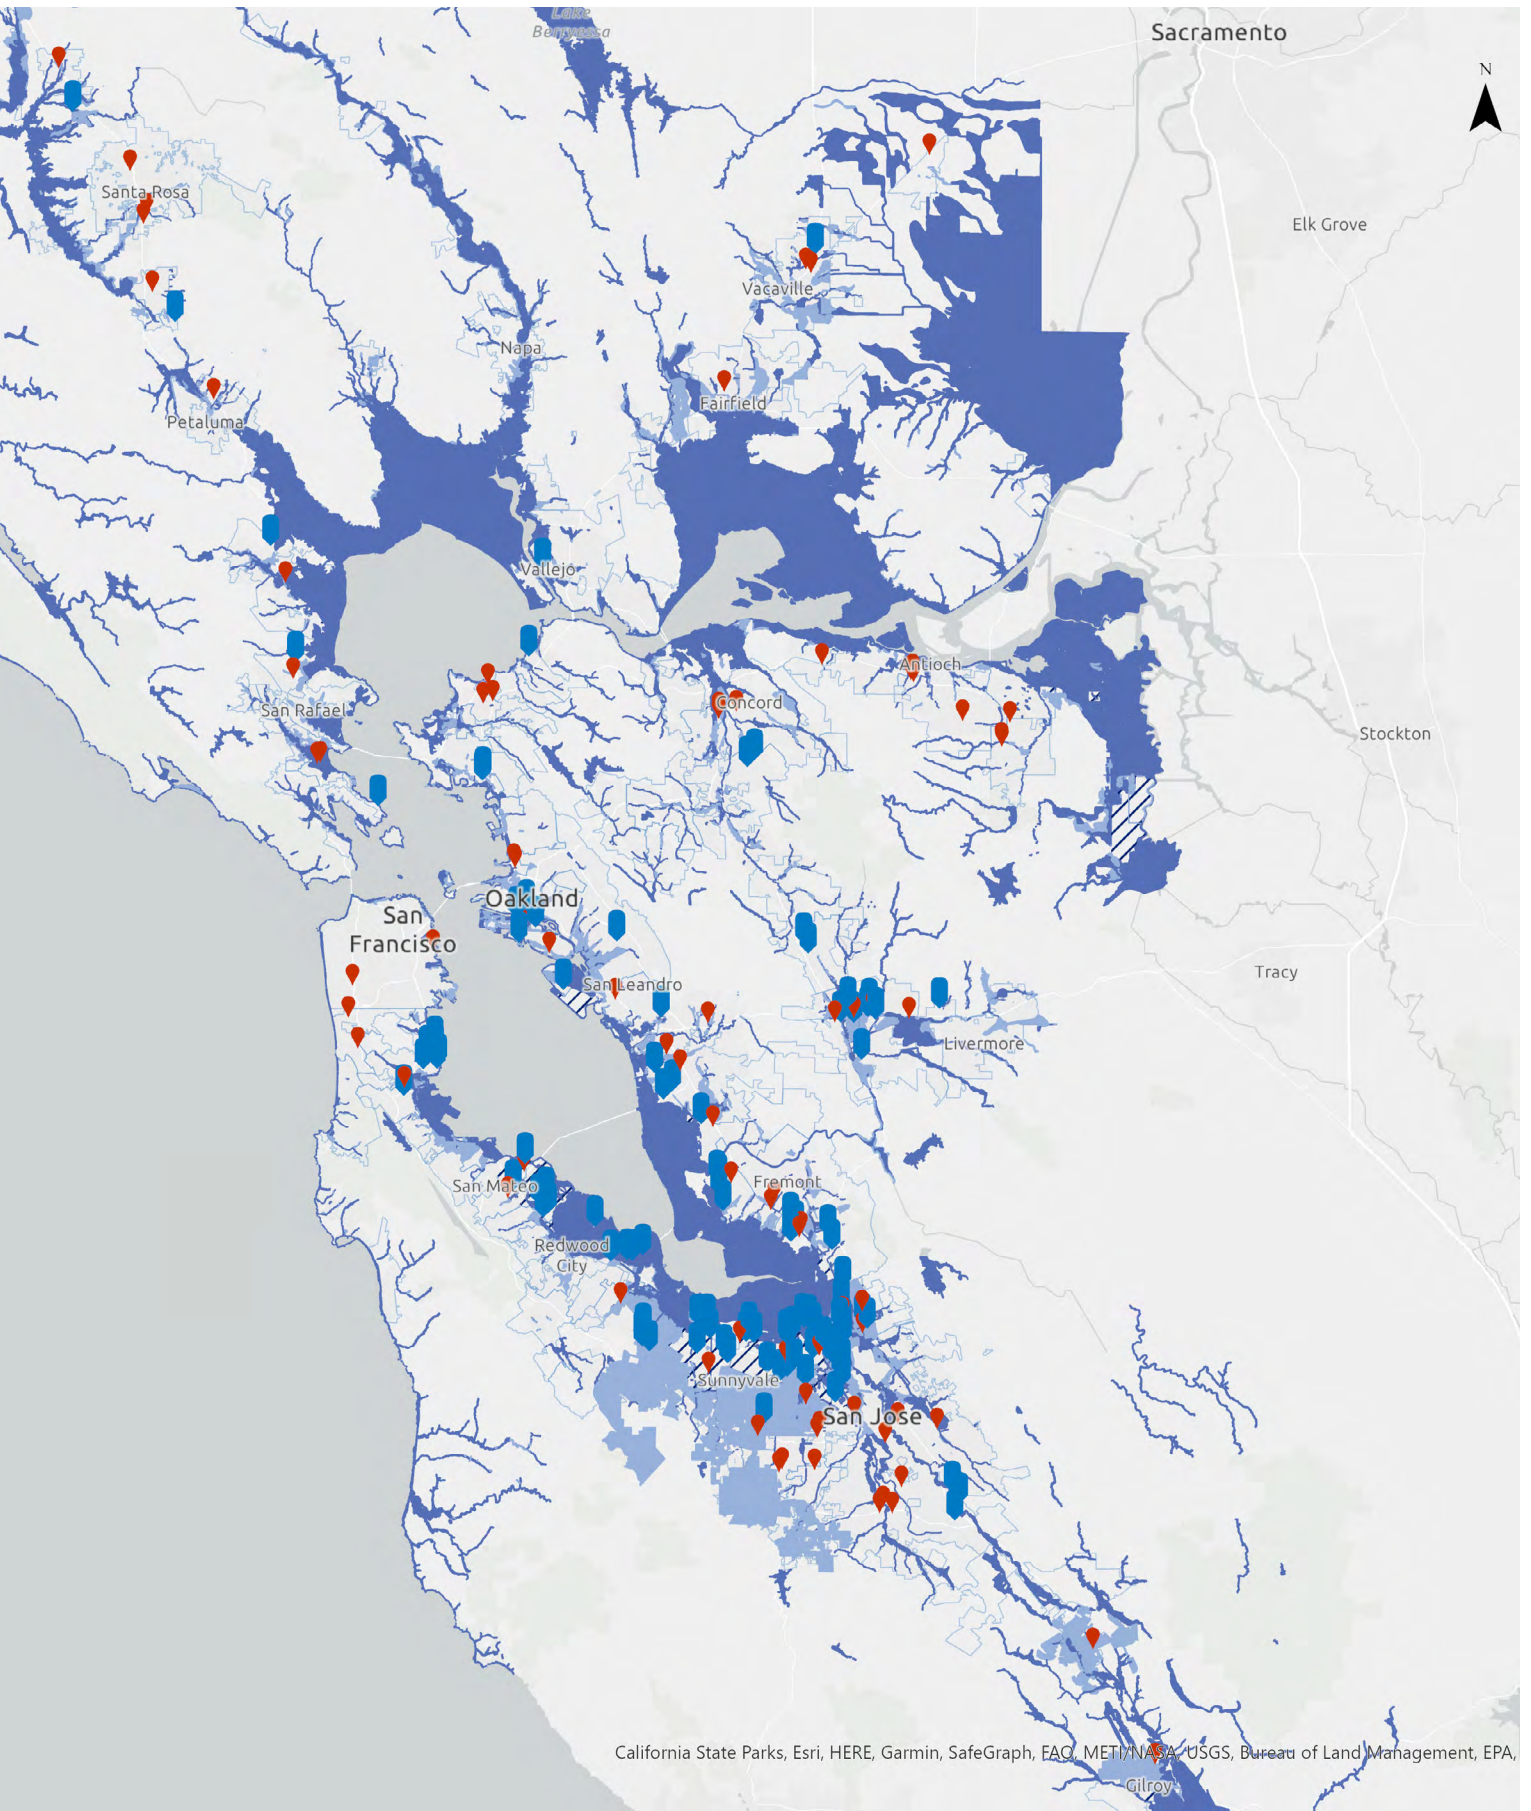 Lake
Berryessa
Sacramento
N
Santa Rosa
Elk Grove
Vacaville
Napa
Fairfield
Petaluma
Vallejo
Antioch
San Rafael
Concord
Stockton
Oakland
San
Francisco
San Leandro
Tracy
Livermore
San Mateo
Fremont
Redwood
City
Sunnyvale
San Jose
California State Parks, Esri, HERE, Garmin, SafeGraph, FAO, METI/NASA, USGS, Bureau of Land Management, EPA,
Gilroy